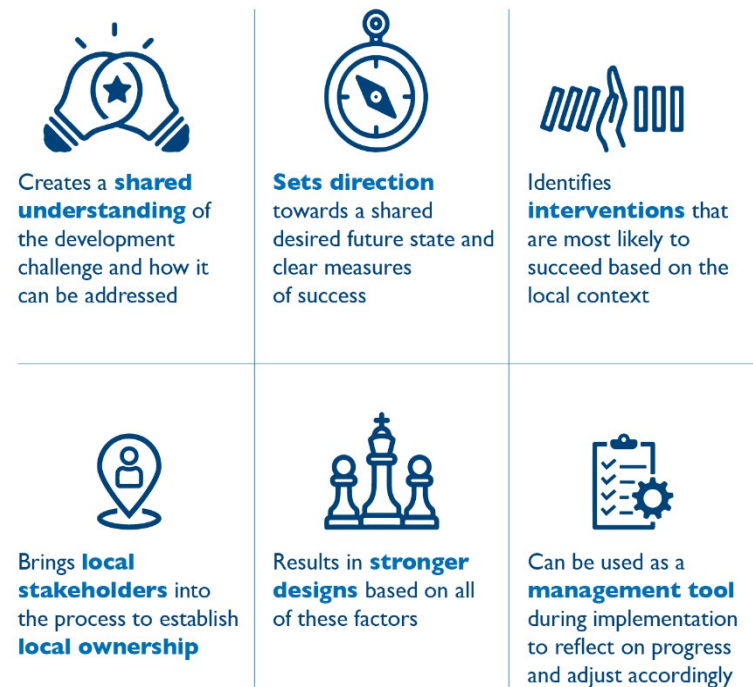 Creates a shared
understanding of
the development
challenge and how it
can be addressed
Sets direction
towards a shared
desired future state and
clear measures
of success
Identifies
interventions that
are most likely to
succeed based on the
local context
Brings local
stakeholders into
the process to establish
local ownership
Results in stronger
designs based on all
of these factors
Can be used as a
management tool
during implementation
to reflect on progress
and adjust accordingly